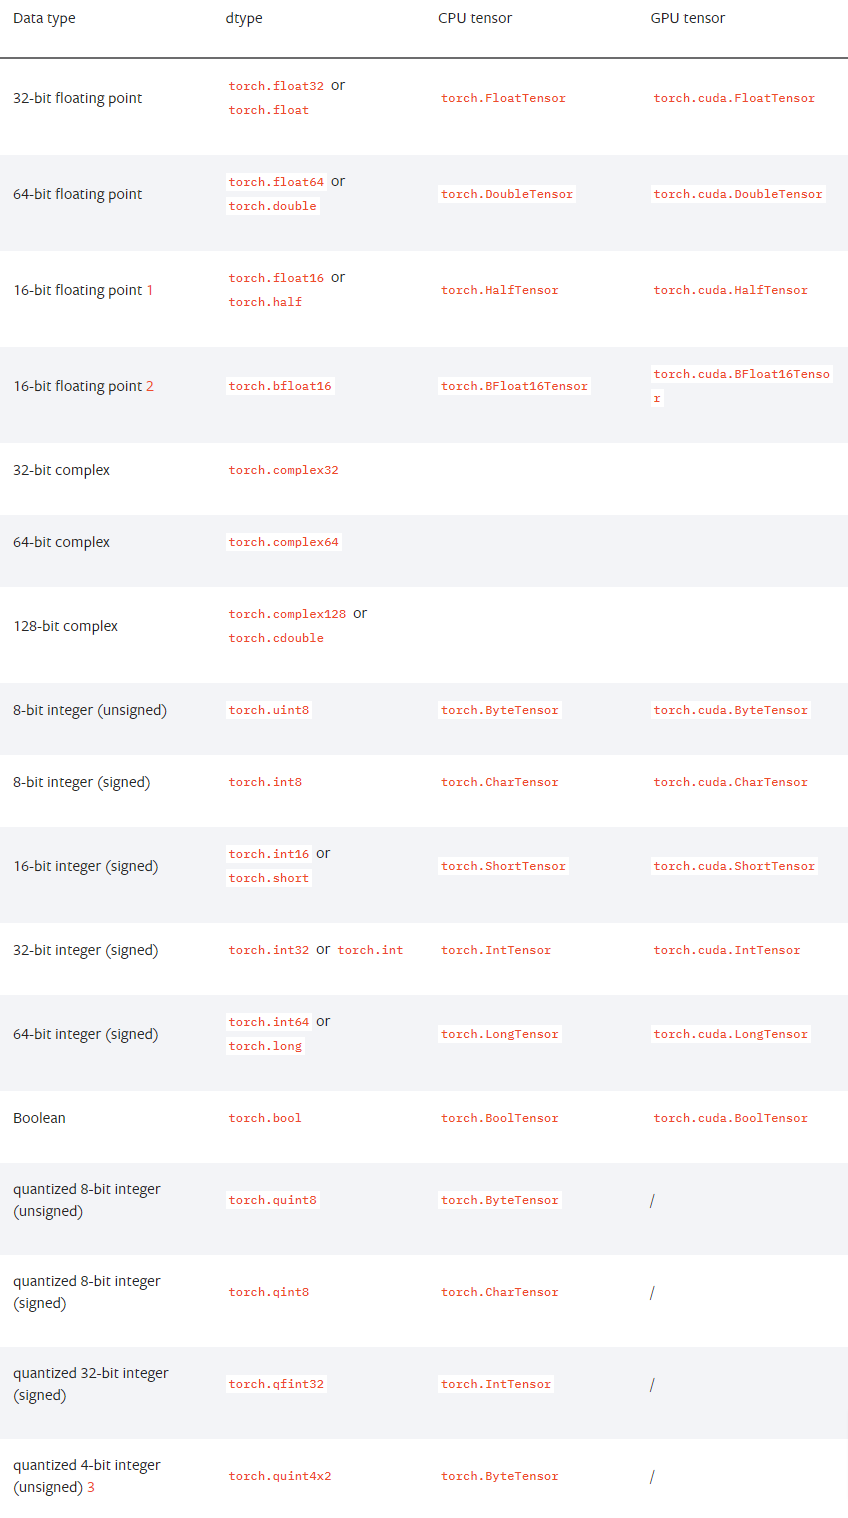 Data type dtype CPU tensor GPU tensor
32-bit floating point torch.float32 or torch.FloatTensor torch.cuda.FloatTensor
torch.float
64-bit floating point torch.float64 or torch.DoubleTensor torch.cuda.DoubleTensor
torch.double
16-bit floating point 1 torch.float16 or torch.HalfTensor torch.cuda.HalfTensor
torch.half
16-bit floating point 2 torch.bfloat16 torch.BFloat16Tensor torch.cuda.BFloat16Tenso
r
32-bit complex torch.complex32
64-bit complex torch.complex64
128-bit complex torch.complex128 or
torch.cdouble
8-bit integer (unsigned) torch.uint8 torch.ByteTensor torch.cuda.ByteTensor
8-bit integer (signed) torch.int8 torch.CharTensor torch.cuda.CharTensor
16-bit integer (signed) torch.int16 or torch.ShortTensor torch.cuda.ShortTensor
torch.short
32-bit integer (signed) torch.int32 or torch.int torch.IntTensor torch.cuda.IntTensor
64-bit integer (signed) torch.int64 or torch.LongTensor torch.cuda.LongTensor
torch.long
Boolean torch.bool torch.BoolTensor torch.cuda.BoolTensor
quantized 8-bit integer torch.quint8 torch.ByteTensor /
(unsigned)
quantized 8-bit integer torch.qint8 torch.CharTensor /
(signed)
quantized 32-bit integer torch.qfint32 torch.IntTensor /
(signed)
quantized 4-bit integer torch.quint4x2 torch.ByteTensor /
(unsigned) 3